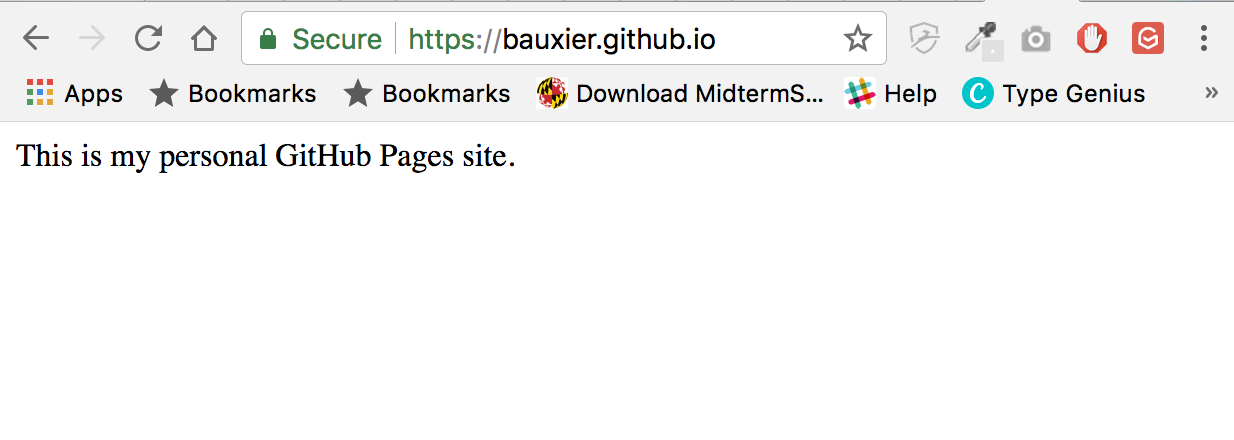 Secure https://bauxier.github.io
Apps Bookmarks Bookmarks Download MidtermS... Help Type Genius »
This is my personal GitHub Pages site.